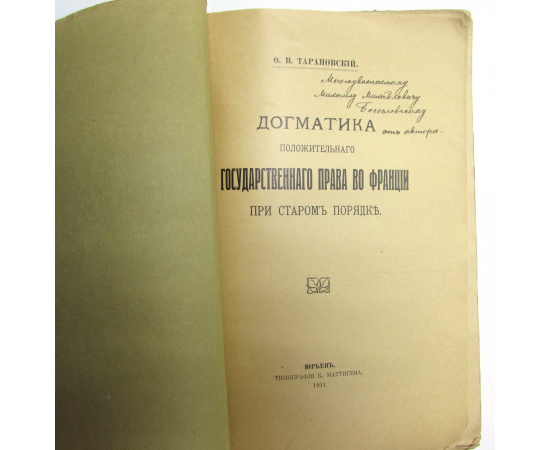 Ѳ. В. ТАРАНОВСКІЙ.
Многоуважаемому
Михаилу Михайловичу
Богословскому
отъ автора.
ДОГМАТИКА
ПОЛОЖИТЕЛЬНАГО
ГОСУДАРСТВЕННАГО ПРАВА ВО ФРАНЦІИ
ПРИ СТАРОМЪ ПОРЯДКѢ.
ЮРЬЕВЪ.
ТИПОГРАФІЯ К. МАТТИСЕНА.
1911.